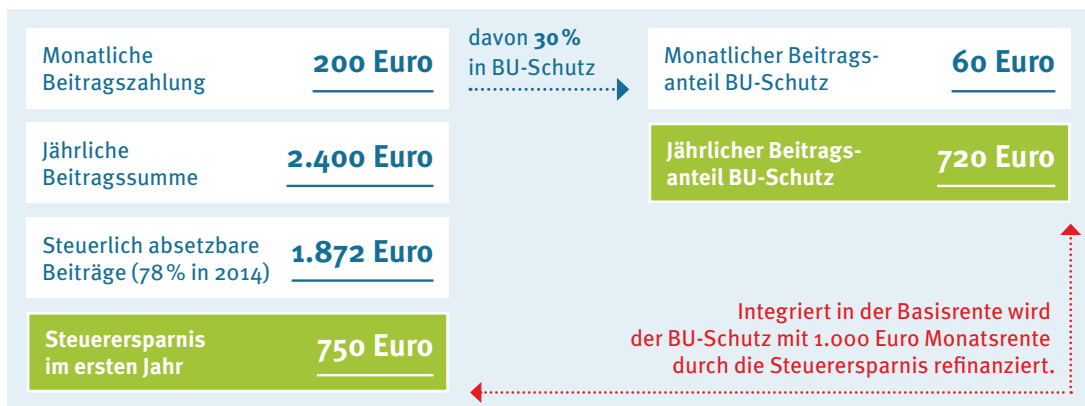 Monatliche
Beitragszahlung
200 Euro
davon 30 %
in BU-Schutz
Monatlicher Beitrags-
anteil BU-Schutz
60 Euro
Jährliche
Beitragssumme
2.400 Euro
Jährlicher Beitrags-
anteil BU-Schutz
720 Euro
Steuerlich absetzbare
Beiträge (78 % in 2014)
1.872 Euro
Steuerersparnis
im ersten Jahr
750 Euro
Integriert in der Basisrente wird
der BU-Schutz mit 1.000 Euro Monatsrente
durch die Steuerersparnis refinanziert.